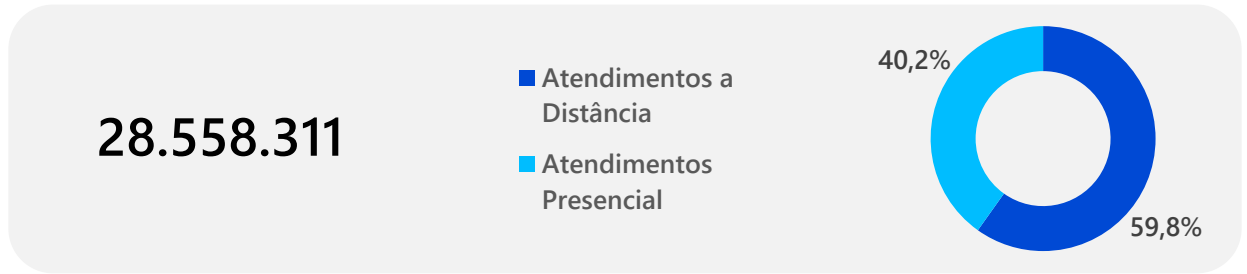 28.558.311
Atendimentos a
Distância
Atendimentos
Presencial
40,2%
59,8%